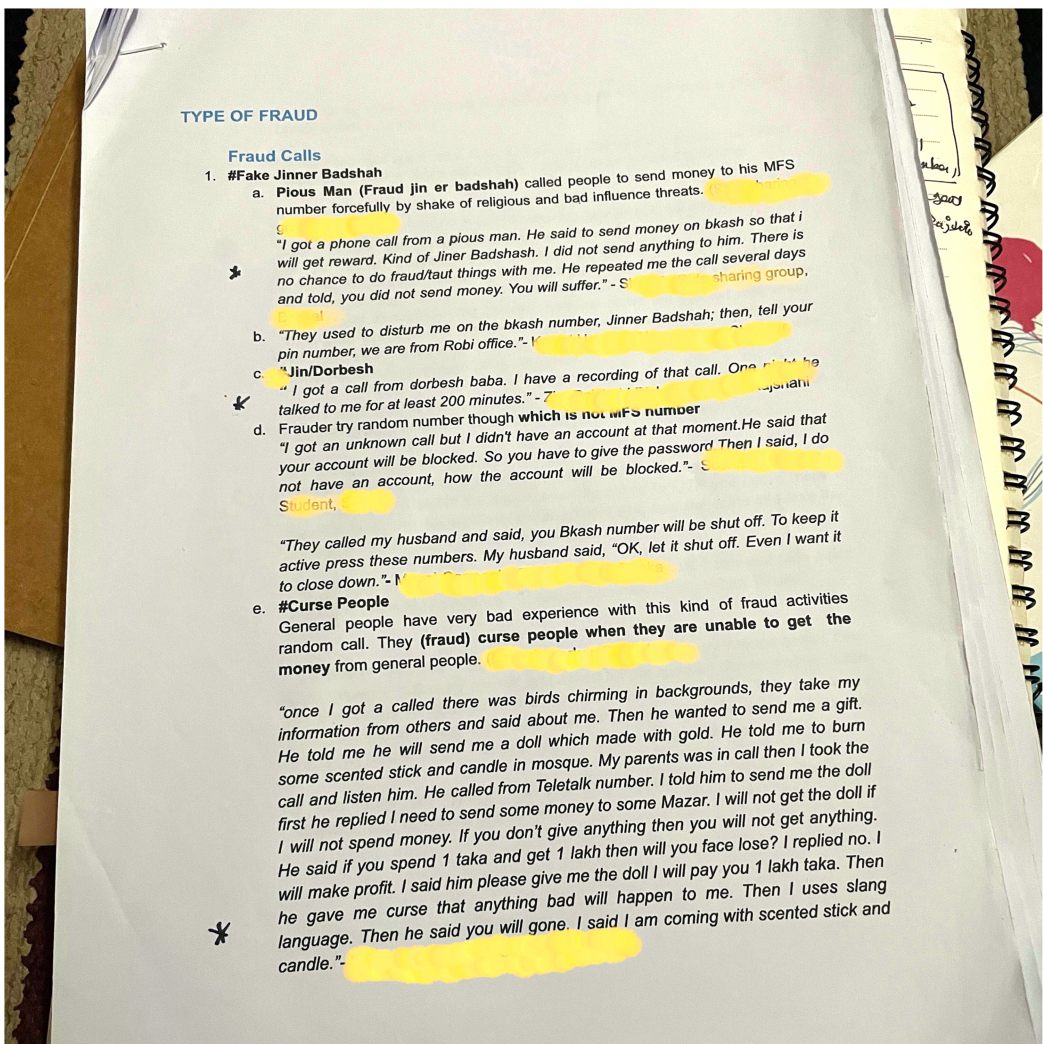 TYPE OF FRAUD
Fraud Calls
1. #Fake Jinner Badshah
a. Pious Man (Fraud jin er badshah) called people to send money to his MFS
number forcefully by shake of religious and bad influence threats.
“I got a phone call from a pious man. He said to send money on bkash so that i
will get reward. Kind of Jiner Badshash. I did not send anything to him. There is
no chance to do fraud/taut things with me. He repeated me the call several days
and told, you did not send money. You will suffer.” - S sharing group,
b. “They used to disturb me on the bkash number, Jinner Badshah; then, tell your
pin number, we are from Robi office.”-
c. Jin/Dorbesh
“ I got a call from dorbesh baba. I have a recording of that call. One night he
talked to me for at least 200 minutes.” -
d. Frauder try random number though which is not MFS number
“I got an unknown call but I didn't have an account at that moment.He said that
your account will be blocked. So you have to give the password Then I said, I do
not have an account, how the account will be blocked.”- S
Student,
“They called my husband and said, you Bkash number will be shut off. To keep it
active press these numbers. My husband said, “OK, let it shut off. Even I want it
to close down.”-
e. #Curse People
General people have very bad experience with this kind of fraud activities
random call. They (fraud) curse people when they are unable to get the
money from general people.
“once I got a called there was birds chirming in backgrounds, they take my
information from others and said about me. Then he wanted to send me a gift.
He told me he will send me a doll which made with gold. He told me to burn
some scented stick and candle in mosque. My parents was in call then I took the
call and listen him. He called from Teletalk number. I told him to send me the doll
first he replied I need to send some money to some Mazar. I will not get the doll if
I will not spend money. If you don’t give anything then you will not get anything.
He said if you spend 1 taka and get 1 lakh then will you face lose? I replied no. I
will make profit. I said him please give me the doll I will pay you 1 lakh taka. Then
he gave me curse that anything bad will happen to me. Then I uses slang
language. Then he said you will gone. I said I am coming with scented stick and
candle.”-